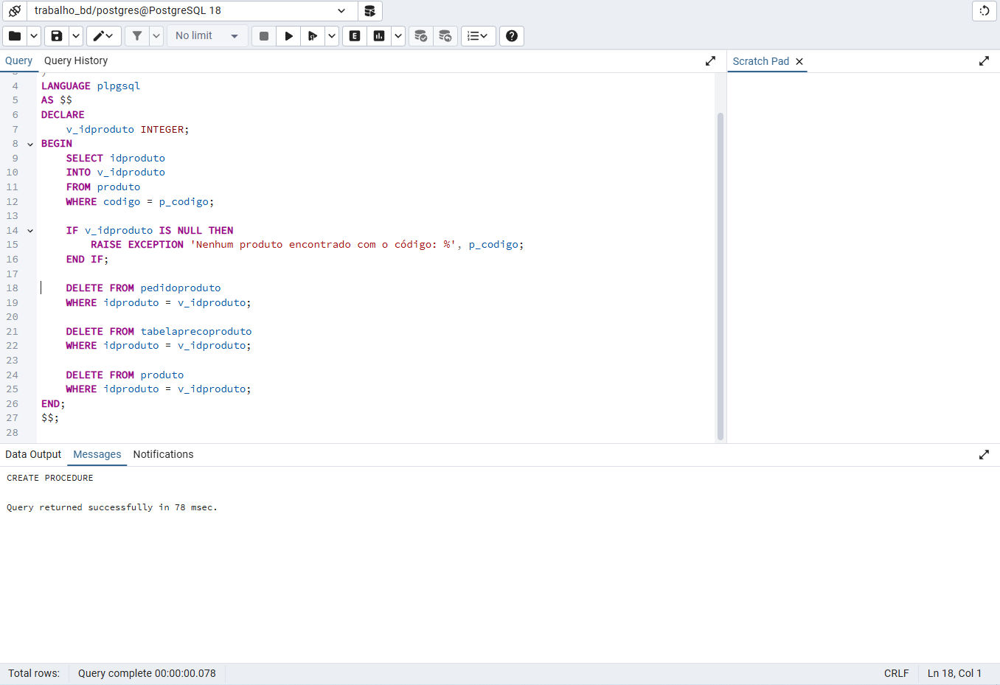 trabalho_bd/postgres@PostgreSQL 18
No limit
Query Query History
Scratch Pad
4 LANGUAGE plpgsql
5 AS $$
6 DECLARE
7 v_idproduto INTEGER;
8 BEGIN
9 SELECT idproduto
10 INTO v_idproduto
11 FROM produto
12 WHERE codigo = p_codigo;
13
14 IF v_idproduto IS NULL THEN
15 RAISE EXCEPTION 'Nenhum produto encontrado com o código: %', p_codigo;
16 END IF;
17
18 DELETE FROM pedidoproduto
19 WHERE idproduto = v_idproduto;
20
21 DELETE FROM tabelaprecoproduto
22 WHERE idproduto = v_idproduto;
23
24 DELETE FROM produto
25 WHERE idproduto = v_idproduto;
26 END;
27 $$;
28
Data Output Messages Notifications
CREATE PROCEDURE
Query returned successfully in 78 msec.
Total rows: Query complete 00:00:00.078 CRLF Ln 18, Col 1